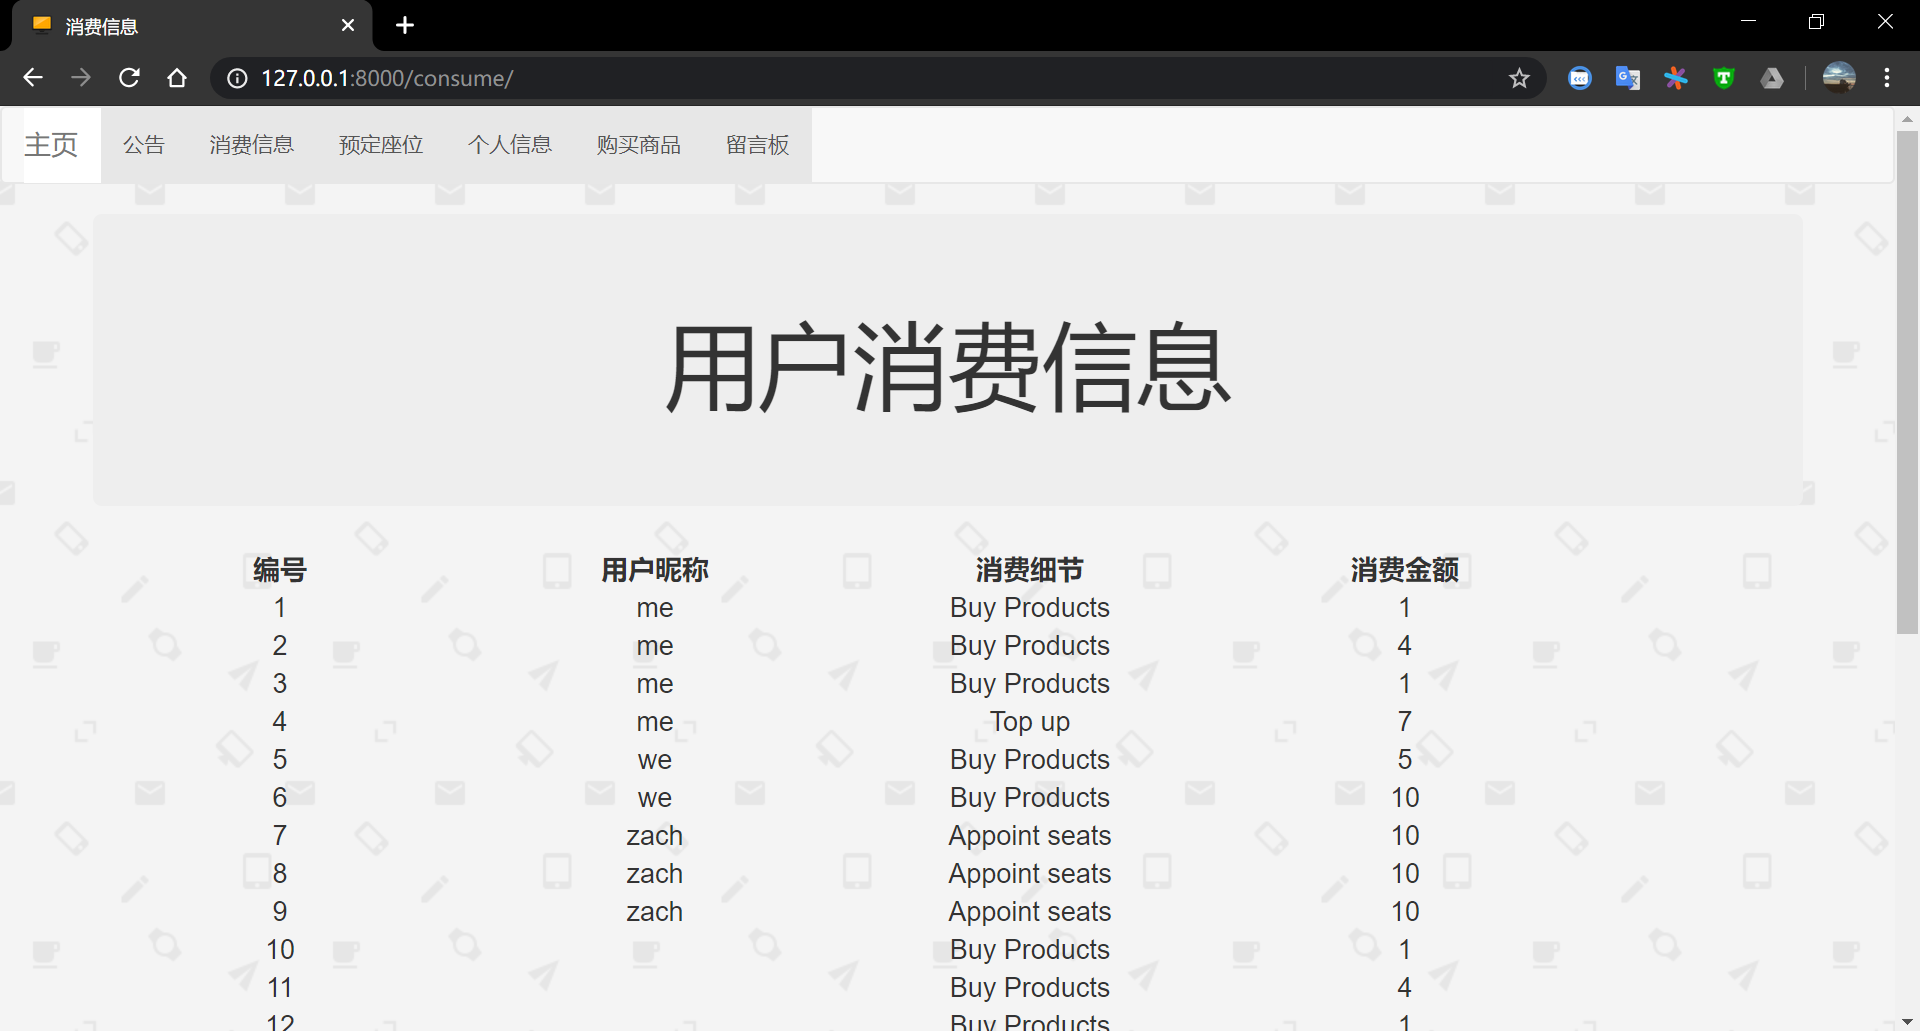 消费信息
127.0.0.1:8000/consume/
主页 公告 消费信息 预定座位 个人信息 购买商品 留言板
用户消费信息
编号 用户昵称 消费细节 消费金额
1 me Buy Products 1
2 me Buy Products 4
3 me Buy Products 1
4 me Top up 7
5 we Buy Products 5
6 we Buy Products 10
7 zach Appoint seats 10
8 zach Appoint seats 10
9 zach Appoint seats 10
10 Buy Products 1
11 Buy Products 4
12 Buy Products 1